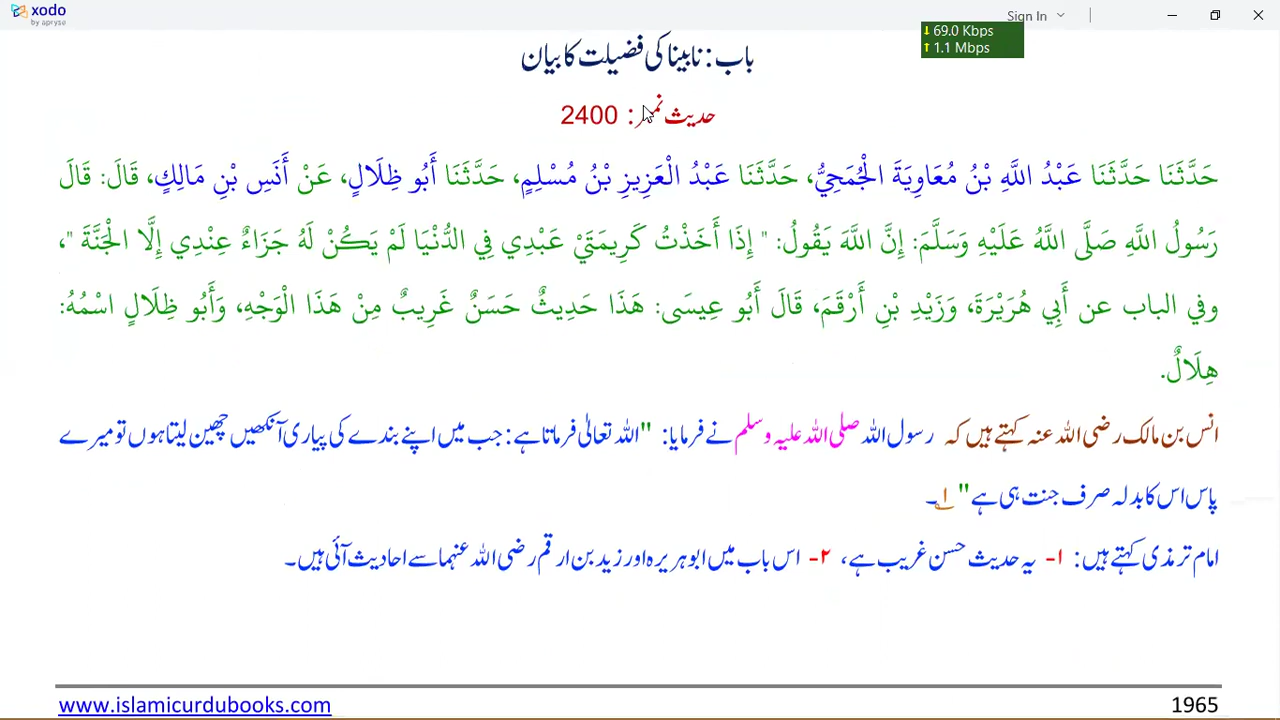 xodo
by apryse
Sign In
69.0 Kbps
1.1 Mbps
باب: نابینا کی فضیلت کا بیان
حدیث نمبر: 2400
حَدَّثَنَا حَدَّثَنَا عَبْدُ اللَّهِ بْنُ مُعَاوِيَةَ الْجُمَحِيُّ، حَدَّثَنَا عَبْدُ الْعَزِيزِ بْنُ مُسْلِمٍ، حَدَّثَنَا أَبُو ظِلَالٍ، عَنْ أَنَسِ بْنِ مَالِكٍ، قَالَ: قَالَ
رَسُولُ اللَّهِ صَلَّى اللَّهُ عَلَيْهِ وَسَلَّمَ: إِنَّ اللَّهَ يَقُولُ: " إِذَا أَخَذْتُ كَرِيمَتَيْ عَبْدِي فِي الدُّنْيَا لَمْ يَكُنْ لَهُ جَزَاءٌ عِنْدِي إِلَّا الْجَنَّةَ "،
وفي الباب عن أَبِي هُرَيْرَةَ، وَزَيْدِ بْنِ أَرْقَمَ، قَالَ أَبُو عِيسَى: هَذَا حَدِيثٌ حَسَنٌ غَرِيبٌ مِنْ هَذَا الْوَجْهِ، وَأَبُو ظِلَالٍ اسْمُهُ:
هِلَالٌ.
انس بن مالک رضی الله عنہ کہتے ہیں کہ رسول اللہ صلی اللہ علیہ وسلم نے فرمایا: "اللہ تعالیٰ فرماتا ہے: جب میں اپنے بندے کی پیاری آنکھیں چھین لیتا ہوں تو میرے
پاس اس کا بدلہ صرف جنت ہی ہے" ۱؎۔
امام ترمذی کہتے ہیں: ۱- یہ حدیث حسن غریب ہے، ۲- اس باب میں ابوہریرہ اور زید بن ارقم رضی الله عنہما سے احادیث آئی ہیں۔
www.islamicurdubooks.com
1965